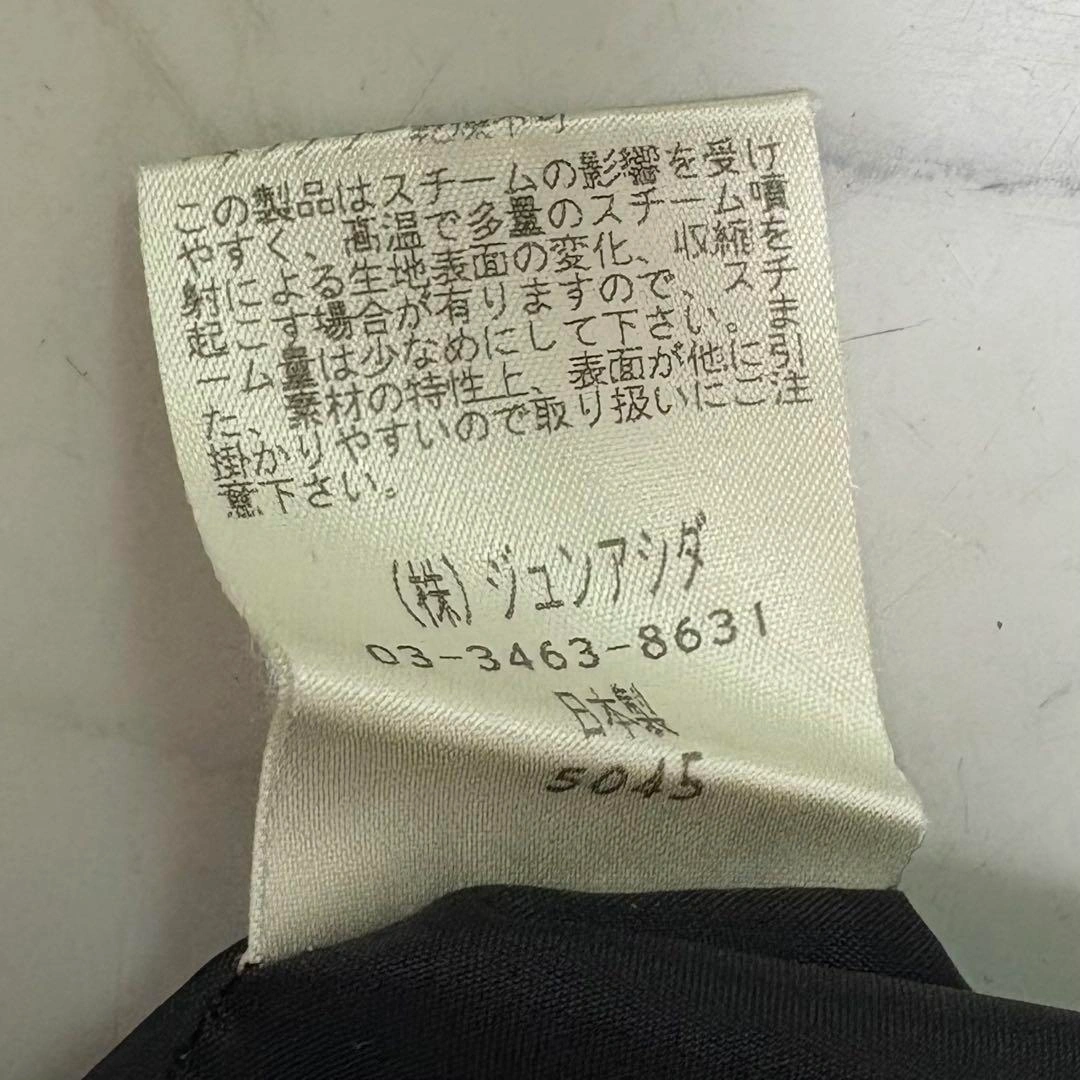 この製品はスチームの影響を受け
やすく、高温で多量のスチーム噴
射による生地表面の変化、収縮を
起こす場合が有りますので、スチ
ーム量は少なめにして下さい。ま
た、素材の特性上、表面が他に引
掛かりやすいので取り扱いにご注
意下さい。
(株)ジュンアシダ
03-3463-8631
日本製
5045